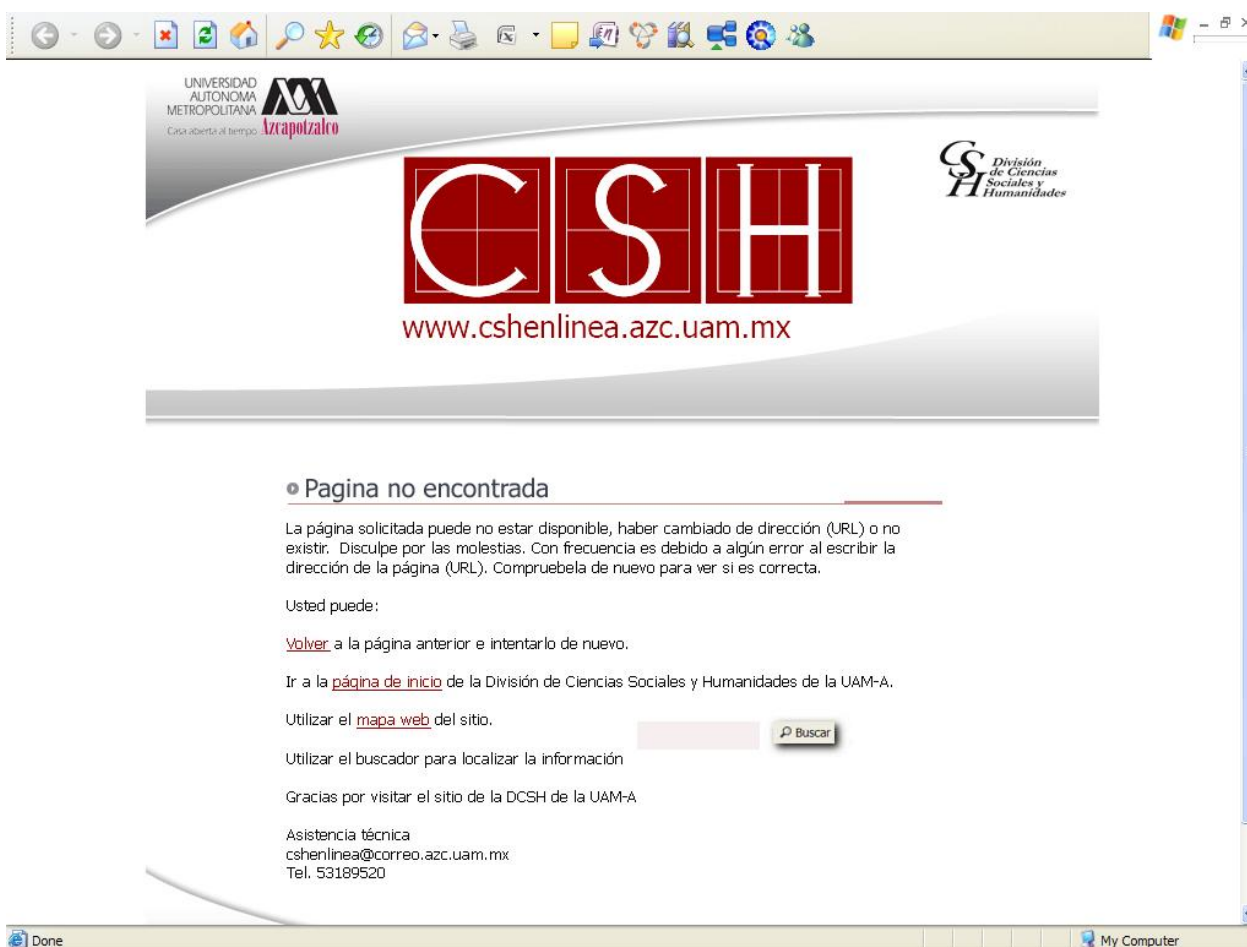 UNIVERSIDAD
AUTONOMA
METROPOLITANA
Casa abierta al tiempo Azcapotzalco
CSH
División
de Ciencias
Sociales y
Humanidades
CSH
www.cshenlinea.azc.uam.mx
Pagina no encontrada
La página solicitada puede no estar disponible, haber cambiado de dirección (URL) o no
existir. Disculpe por las molestias. Con frecuencia es debido a algún error al escribir la
dirección de la página (URL). Compruebela de nuevo para ver si es correcta.
Usted puede:
Volver a la página anterior e intentarlo de nuevo.
Ir a la página de inicio de la División de Ciencias Sociales y Humanidades de la UAM-A.
Utilizar el mapa web del sitio.
Buscar
Utilizar el buscador para localizar la información
Gracias por visitar el sitio de la DCSH de la UAM-A
Asistencia técnica
cshenlinea@correo.azc.uam.mx
Tel. 53189520
Done
My Computer